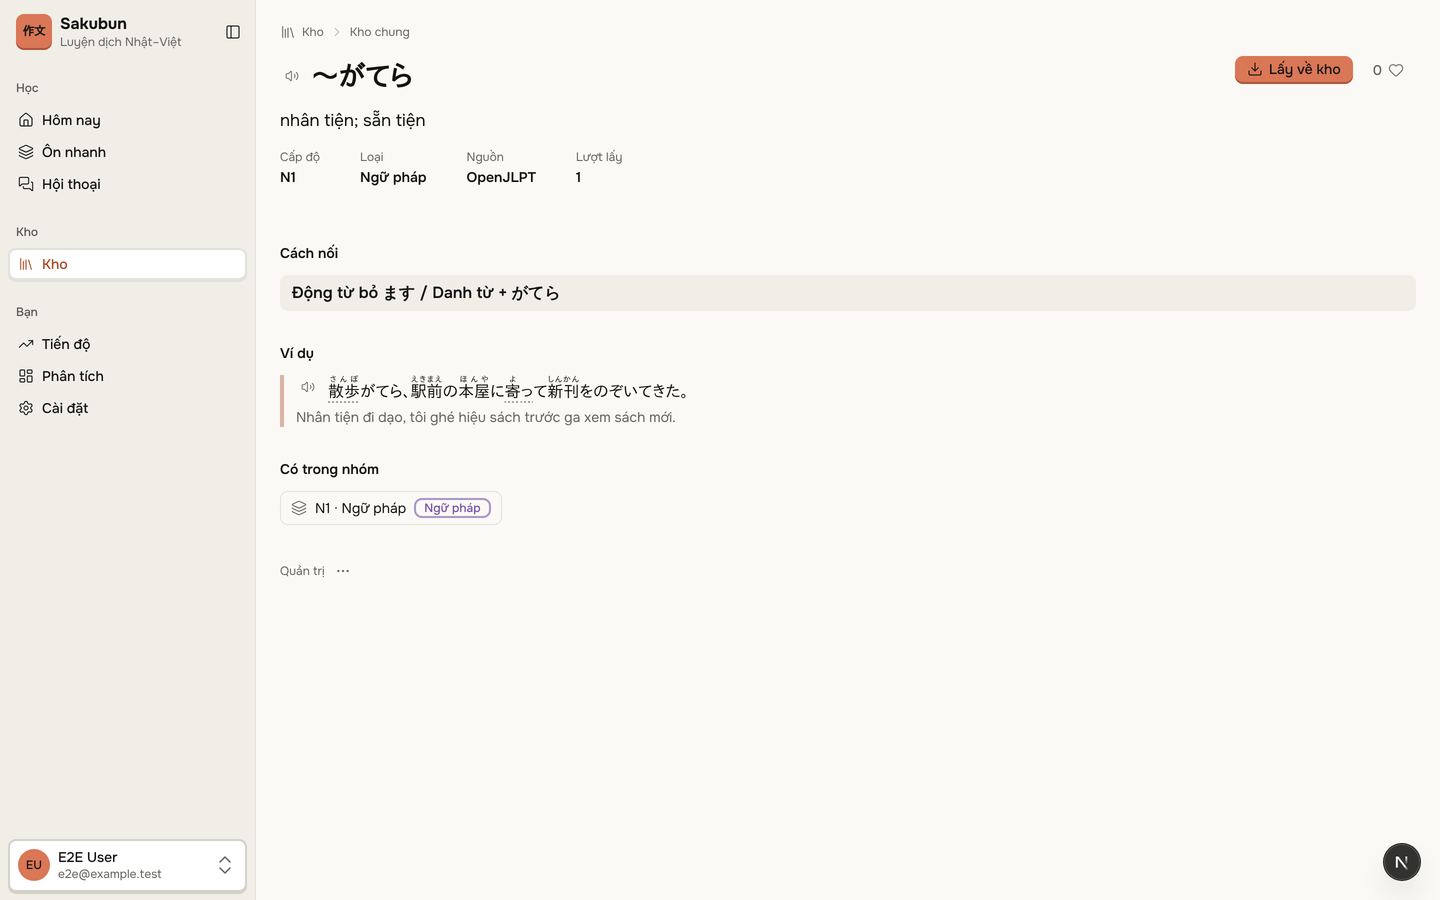 作文
Sakubun
Luyện dịch Nhật–Việt
Học
Hôm nay
Ôn nhanh
Hội thoại
Kho
Kho
Bạn
Tiến độ
Phân tích
Cài đặt
EU
E2E User
e2e@example.test
Kho
Kho chung
〜がてら
Lấy về kho
0
nhân tiện; sẵn tiện
Cấp độ
N1
Loại
Ngữ pháp
Nguồn
OpenJLPT
Lượt lấy
1
Cách nối
Động từ bỏ ます / Danh từ + がてら
Ví dụ
さんぽ えきまえ ほんや よ しんかん
散歩がてら、駅前の本屋に寄って新刊をのぞいてきた。
Nhân tiện đi dạo, tôi ghé hiệu sách trước ga xem sách mới.
Có trong nhóm
N1 · Ngữ pháp
Ngữ pháp
Quản trị
N